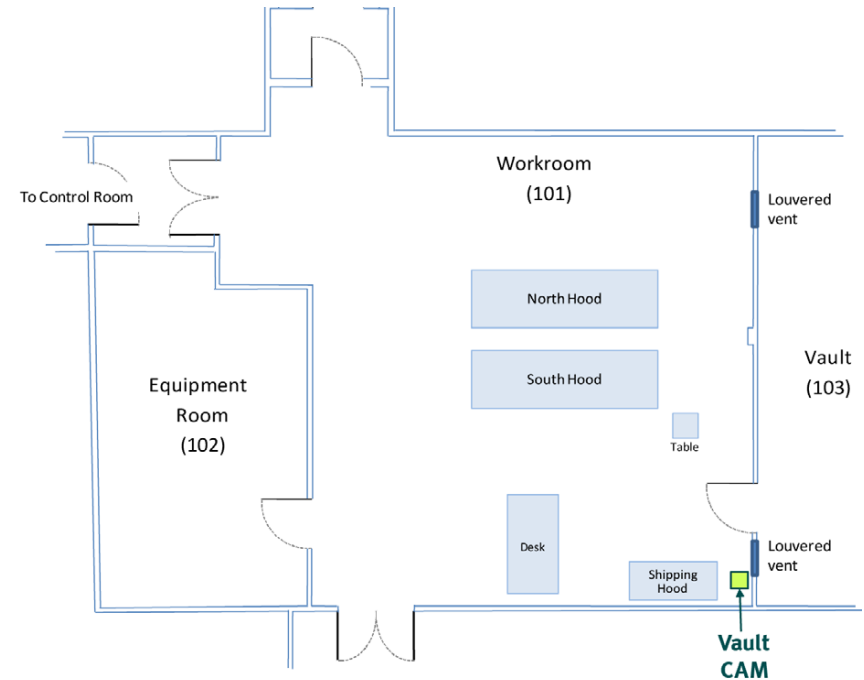 Workroom
(101)
To Control Room
Louvered
vent
North Hood
Vault
(103)
South Hood
Equipment
Room
(102)
Table
Desk
Louvered
vent
Shipping
Hood
Vault
CAM